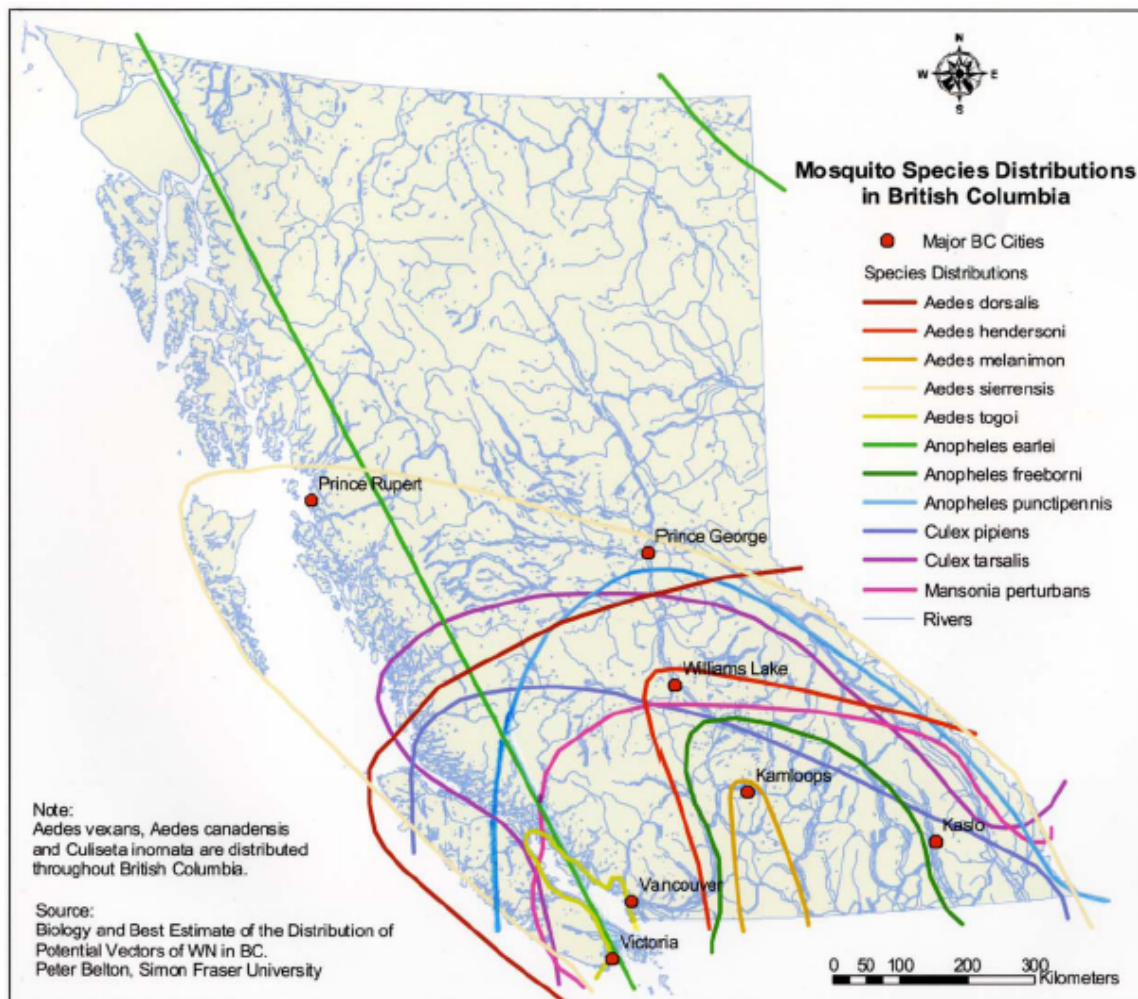 N
W E
S
Mosquito Species Distributions
in British Columbia
Major BC Cities
Species Distributions
Aedes dorsalis
Aedes hendersoni
Aedes melanimon
Aedes sierrensis
Aedes togoi
Anopheles earlei
Anopheles freeborni
Anopheles punctipennis
Culex pipiens
Culex tarsalis
Mansonia perturbans
Rivers
Prince Rupert
Prince George
Williams Lake
Kamloops
Kaslo
Vancouver
Victoria
Note:
Aedes vexans, Aedes canadensis
and Culiseta inornata are distributed
throughout British Columbia.
Source:
Biology and Best Estimate of the Distribution of
Potential Vectors of WN in BC.
Peter Belton, Simon Fraser University
0 50 100 200 300
Kilometers